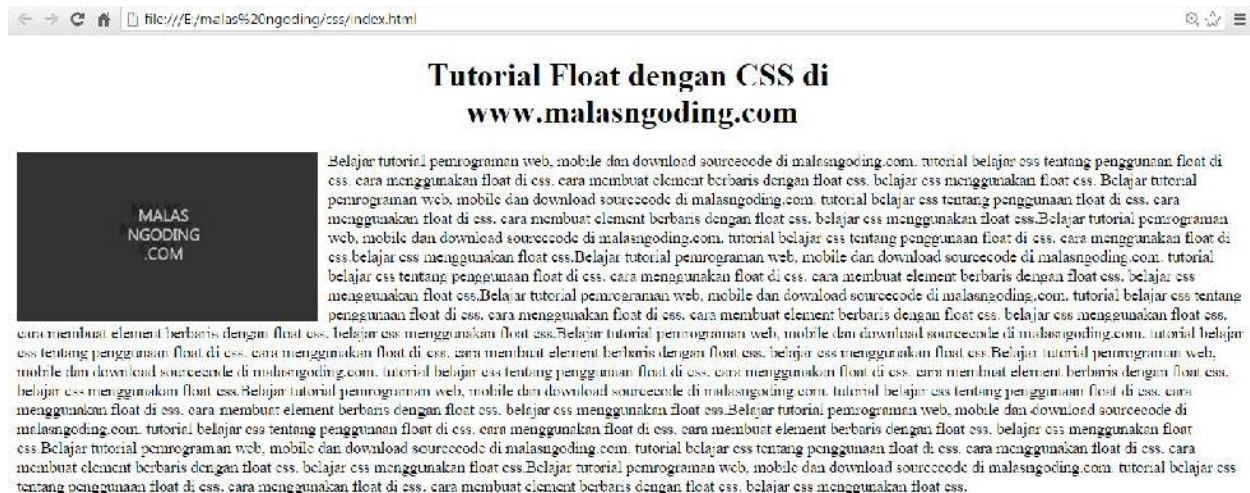 file:///E:/malas%20ngoding/css/index.html
Tutorial Float dengan CSS di
www.malasngoding.com
MALAS
NGODING
.COM
Belajar tutorial pemrograman web, mobile dan download sourcecode di malasngoding.com. tutorial belajar css tentang penggunaan float di
css. cara menggunakan float di css. cara membuat element berbaris dengan float css. belajar css menggunakan float css. Belajar tutorial
pemrograman web, mobile dan download sourcecode di malasngoding.com. tutorial belajar css tentang penggunaan float di css. cara
menggunakan float di css. cara membuat element berbaris dengan float css. belajar css menggunakan float css.Belajar tutorial pemrograman
web, mobile dan download sourcecode di malasngoding.com. tutorial belajar css tentang penggunaan float di css. cara menggunakan float di
css.belajar css menggunakan float css.Belajar tutorial pemrograman web, mobile dan download sourcecode di malasngoding.com. tutorial
belajar css tentang penggunaan float di css. cara menggunakan float di css. cara membuat element berbaris dengan float css. belajar css
menggunakan float css.Belajar tutorial pemrograman web, mobile dan download sourcecode di malasngoding.com. tutorial belajar css tentang
penggunaan float di css. cara menggunakan float di css. cara membuat element berbaris dengan float css. belajar css menggunakan float css.
cara membuat element berbaris dengan float css. belajar css menggunakan float css.Belajar tutorial pemrograman web, mobile dan download sourcecode di malasngoding.com. tutorial belajar
css tentang penggunaan float di css. cara menggunakan float di css. cara membuat element berbaris dengan float css. belajar css menggunakan float css.Belajar tutorial pemrograman web,
mobile dan download sourcecode di malasngoding.com. tutorial belajar css tentang penggunaan float di css. cara menggunakan float di css. cara membuat element berbaris dengan float css.
belajar css menggunakan float css.Belajar tutorial pemrograman web, mobile dan download sourcecode di malasngoding.com. tutorial belajar css tentang penggunaan float di css. cara
menggunakan float di css. cara membuat element berbaris dengan float css. belajar css menggunakan float css.Belajar tutorial pemrograman web, mobile dan download sourcecode di
malasngoding.com. tutorial belajar css tentang penggunaan float di css. cara menggunakan float di css. cara membuat element berbaris dengan float css. belajar css menggunakan float
css.Belajar tutorial pemrograman web, mobile dan download sourcecode di malasngoding.com. tutorial belajar css tentang penggunaan float di css. cara menggunakan float di css. cara
membuat element berbaris dengan float css. belajar css menggunakan float css.Belajar tutorial pemrograman web, mobile dan download sourcecode di malasngoding.com. tutorial belajar css
tentang penggunaan float di css. cara menggunakan float di css. cara membuat element berbaris dengan float css. belajar css menggunakan float css.